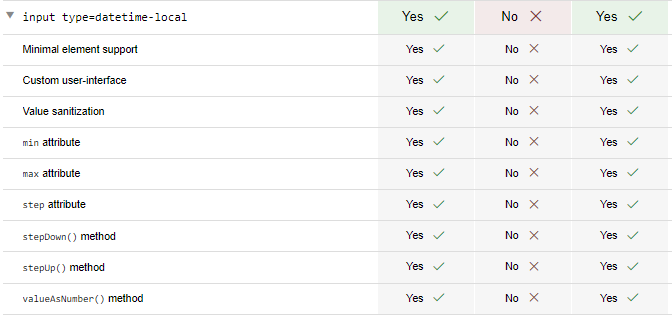 input type=datetime-local Yes No Yes
Minimal element support Yes No Yes
Custom user-interface Yes No Yes
Value sanitization Yes No Yes
min attribute Yes No Yes
max attribute Yes No Yes
step attribute Yes No Yes
stepDown() method Yes No Yes
stepUp() method Yes No Yes
valueAsNumber() method Yes No Yes